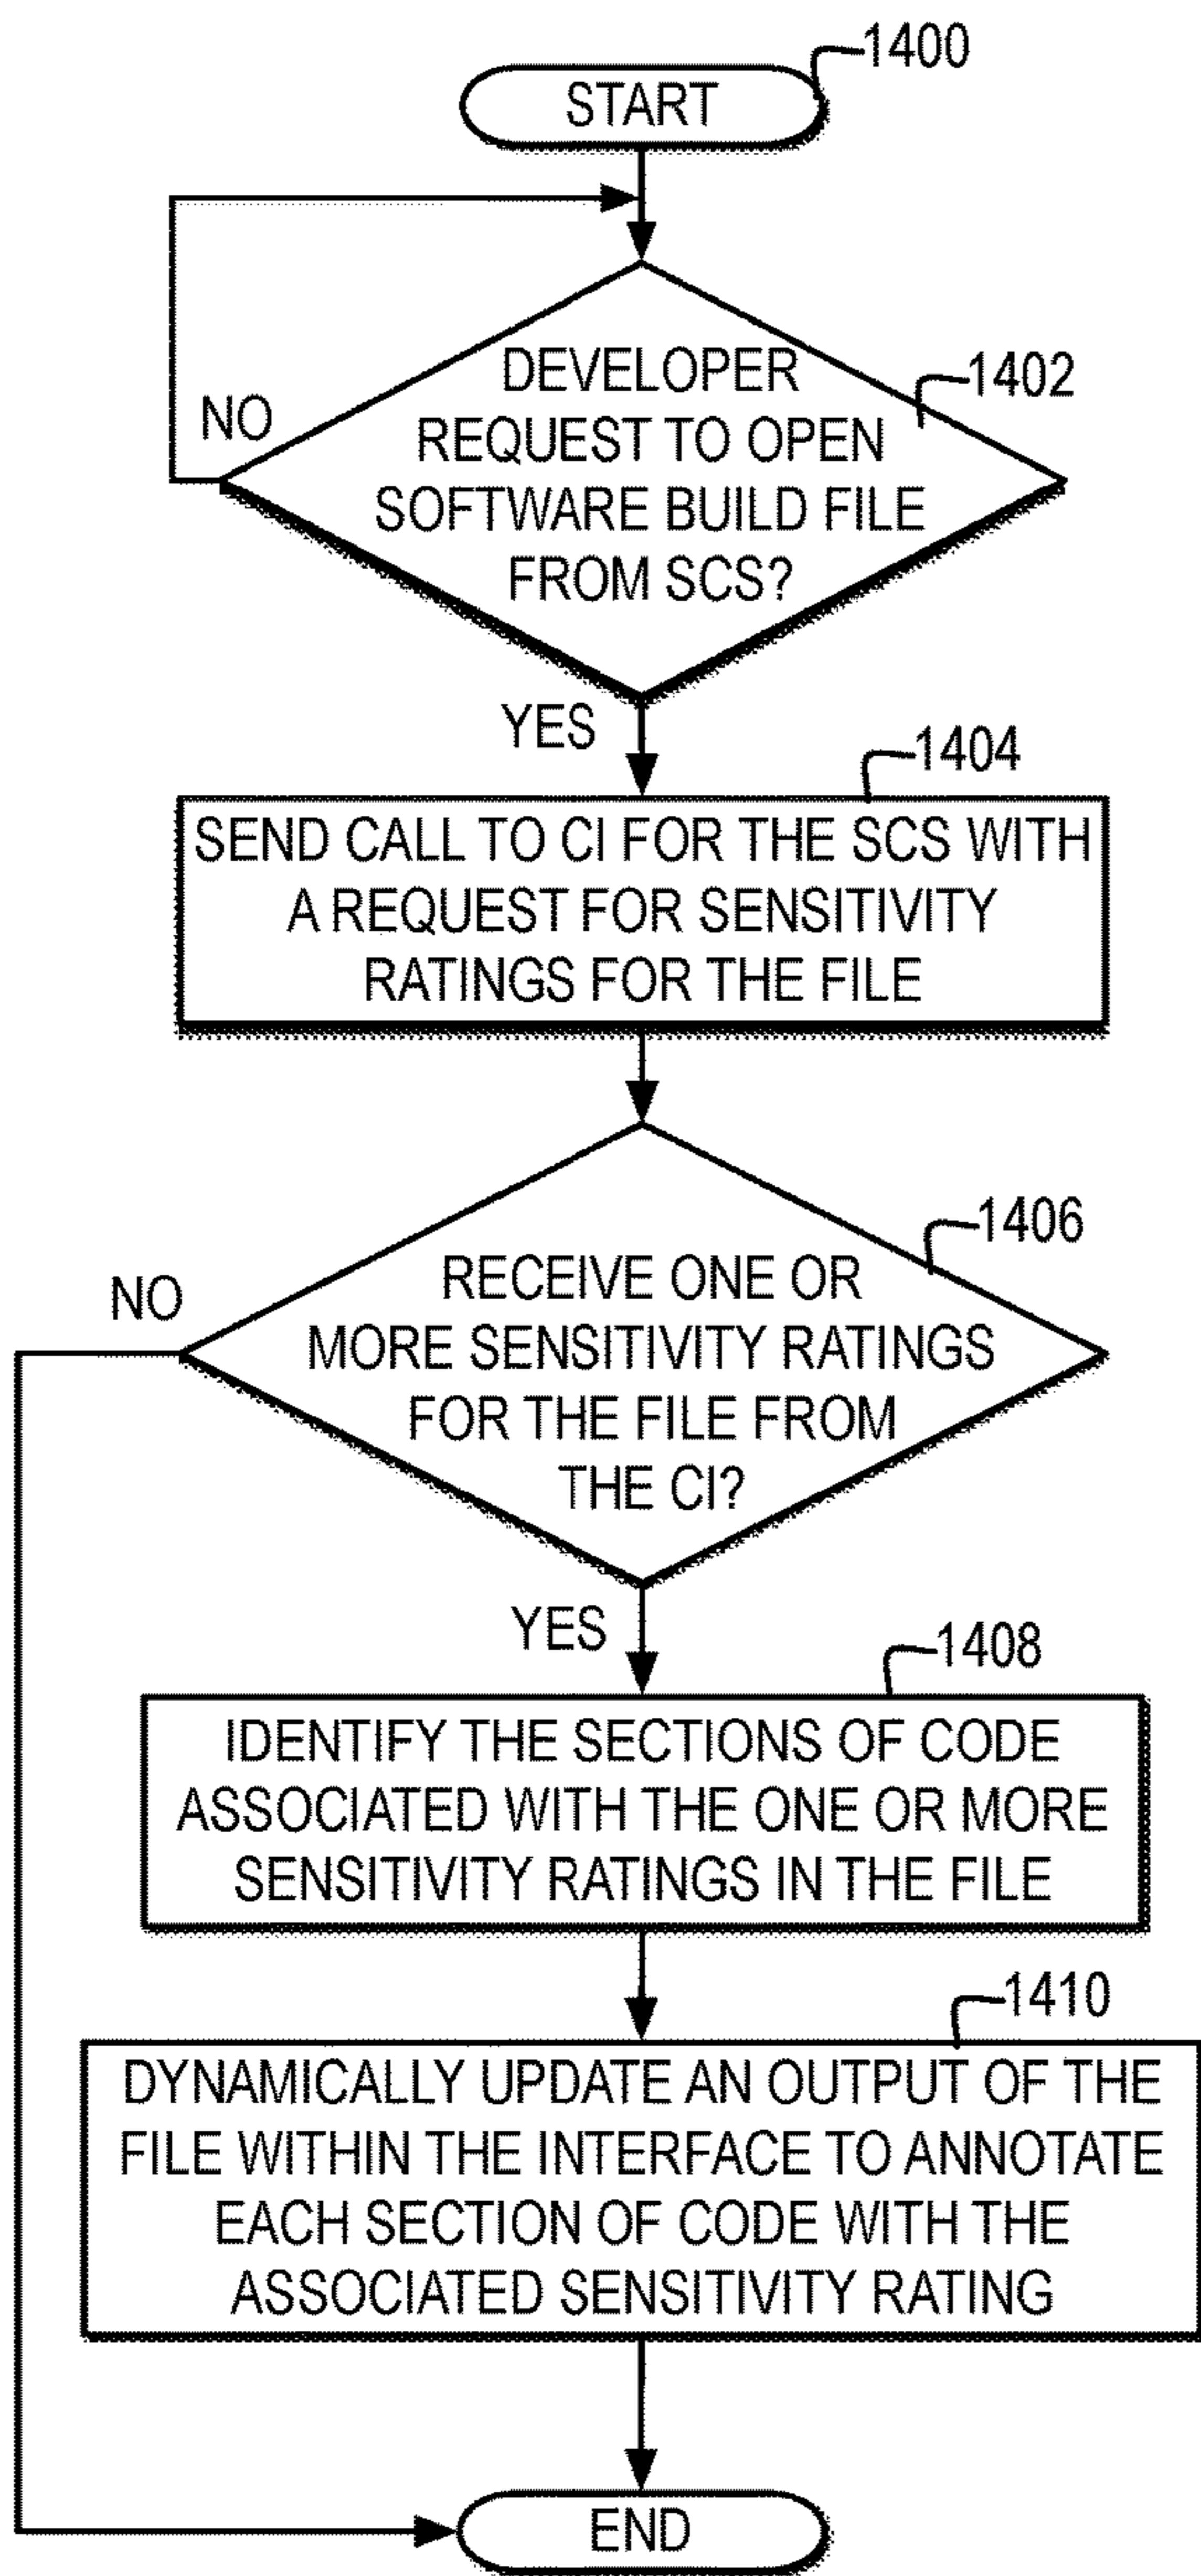 1400
START
DEVELOPER
REQUEST TO OPEN
SOFTWARE BUILD FILE
FROM SCS?
1402
NO
YES
1404
SEND CALL TO CI FOR THE SCS WITH
A REQUEST FOR SENSITIVITY
RATINGS FOR THE FILE
1406
RECEIVE ONE OR
MORE SENSITIVITY RATINGS
FOR THE FILE FROM
THE CI?
NO
YES
1408
IDENTIFY THE SECTIONS OF CODE
ASSOCIATED WITH THE ONE OR MORE
SENSITIVITY RATINGS IN THE FILE
1410
DYNAMICALLY UPDATE AN OUTPUT OF THE
FILE WITHIN THE INTERFACE TO ANNOTATE
EACH SECTION OF CODE WITH THE
ASSOCIATED SENSITIVITY RATING
END